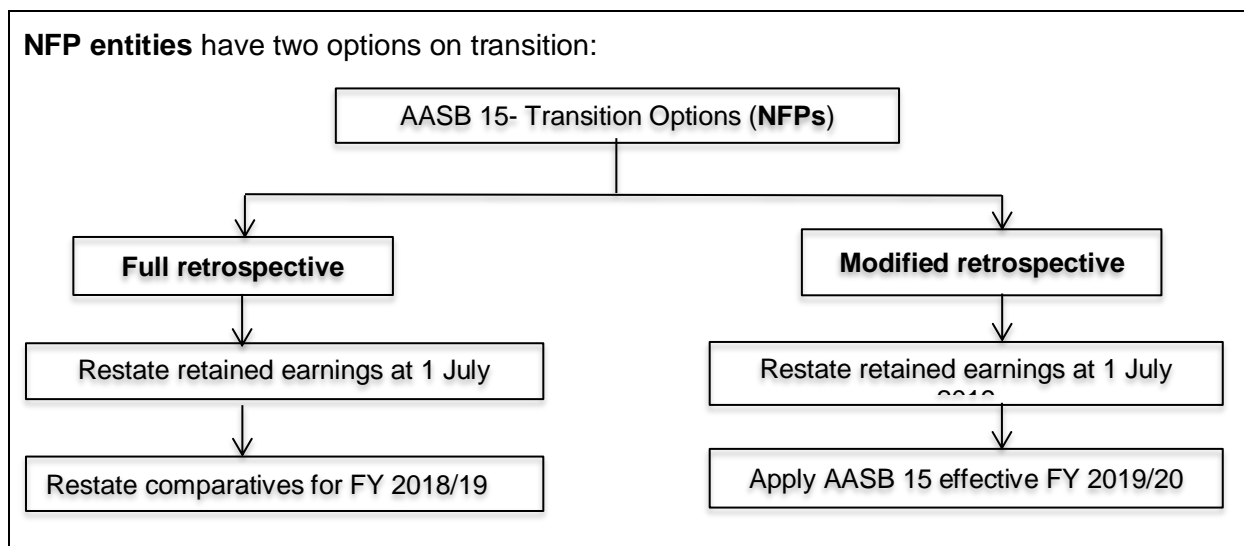 NFP entities have two options on transition:
AASB 15- Transition Options (NFPs)
Full retrospective
Modified retrospective
Restate retained earnings at 1 July
Restate retained earnings at 1 July
Restate comparatives for FY 2018/19
Apply AASB 15 effective FY 2019/20